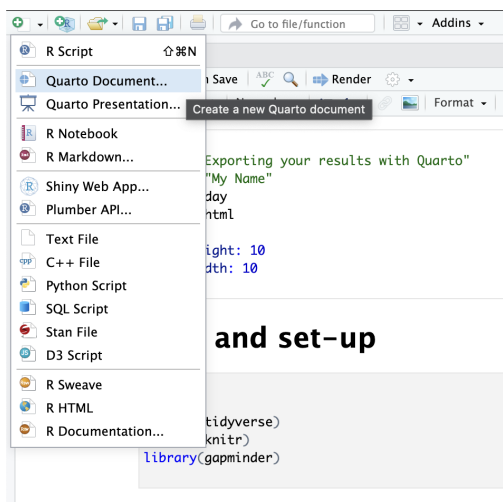 Go to file/function
Addins
R Script ⇧⌘N
Quarto Document...
Save
ABC
Render
Quarto Presentation...
Create a new Quarto document
Format
R Notebook
R Markdown...
Exporting your results with Quarto"
"My Name"
Shiny Web App...
day
Plumber API...
html
Text File
ight: 10
C++ File
dth: 10
Python Script
SQL Script
Stan File
and set-up
D3 Script
R Sweave
R HTML
tidyverse)
R Documentation...
knitr)
library(gapminder)